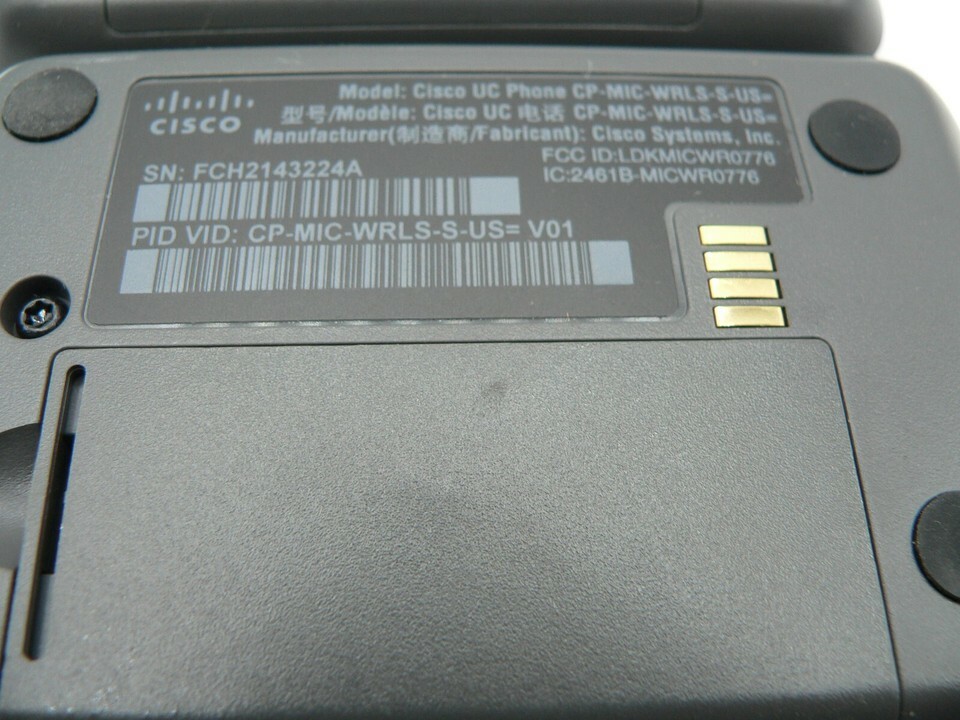 CISCO
Model: Cisco UC Phone CP-MIC-WRLS-S-US=
型号/Modèle: Cisco UC 电话 CP-MIC-WRLS-S-US=
Manufacturer(制造商/Fabricant): Cisco Systems, Inc.
FCC ID:LDKMICWR0776
IC:2461B-MICWR0776
SN: FCH2143224A
PID VID: CP-MIC-WRLS-S-US= V01